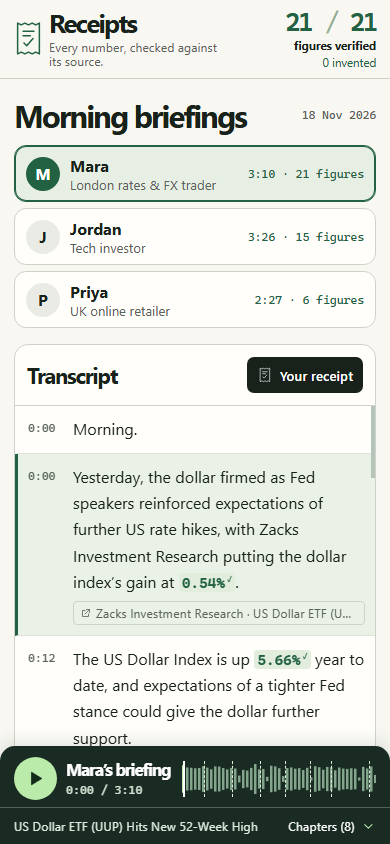 Receipts
Every number, checked against
its source.
21 / 21
figures verified
0 invented
Morning briefings
18 Nov 2026
M
Mara
London rates & FX trader
3:10 · 21 figures
J
Jordan
Tech investor
3:26 · 15 figures
P
Priya
UK online retailer
2:27 · 6 figures
Transcript
Your receipt
0:00
Morning.
0:00
Yesterday, the dollar firmed as Fed
speakers reinforced expectations of
further US rate hikes, with Zacks
Investment Research putting the dollar
index's gain at 0.54%✓.
Zacks Investment Research · US Dollar ETF (U...
0:12
The US Dollar Index is up 5.66%✓ year to
date, and expectations of a tighter Fed
stance could give the dollar further
support.
Mara's briefing
0:00 / 3:10
US Dollar ETF (UUP) Hits New 52-Week High
Chapters (8)